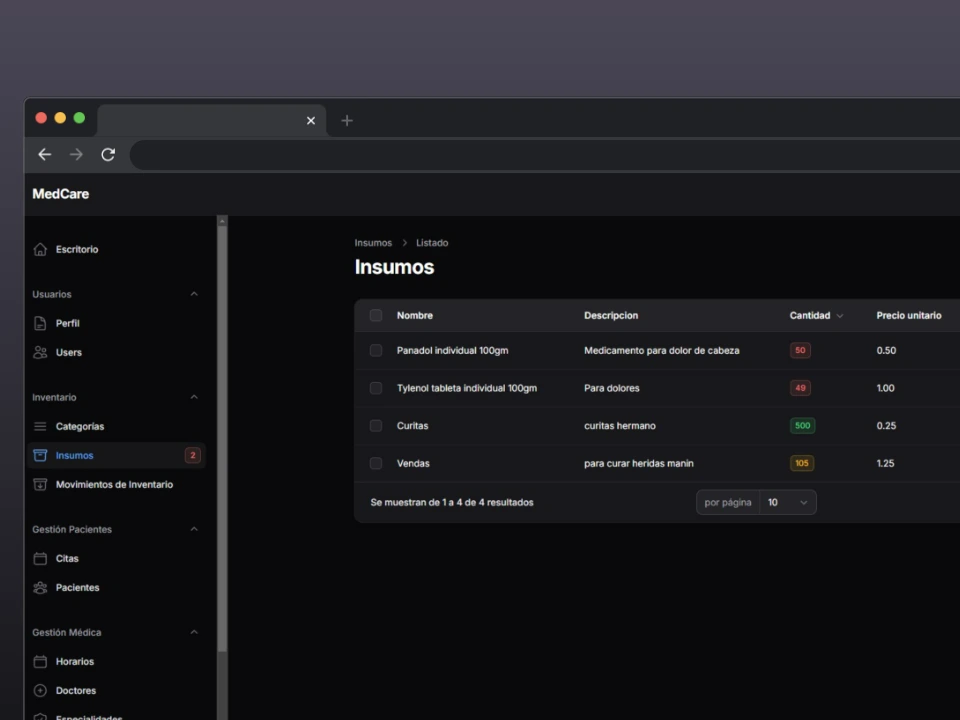 MedCare
Escritorio
Usuarios
Perfil
Users
Inventario
Categorías
Insumos 2
Movimientos de Inventario
Gestión Pacientes
Citas
Pacientes
Gestión Médica
Horarios
Doctores
Especialidades
Insumos > Listado
Insumos
Nombre Descripcion Cantidad Precio unitario
Panadol individual 100gm Medicamento para dolor de cabeza 50 0.50
Tylenol tableta individual 100gm Para dolores 49 1.00
Curitas curitas hermano 500 0.25
Vendas para curar heridas manin 105 1.25
Se muestran de 1 a 4 de 4 resultados por página 10